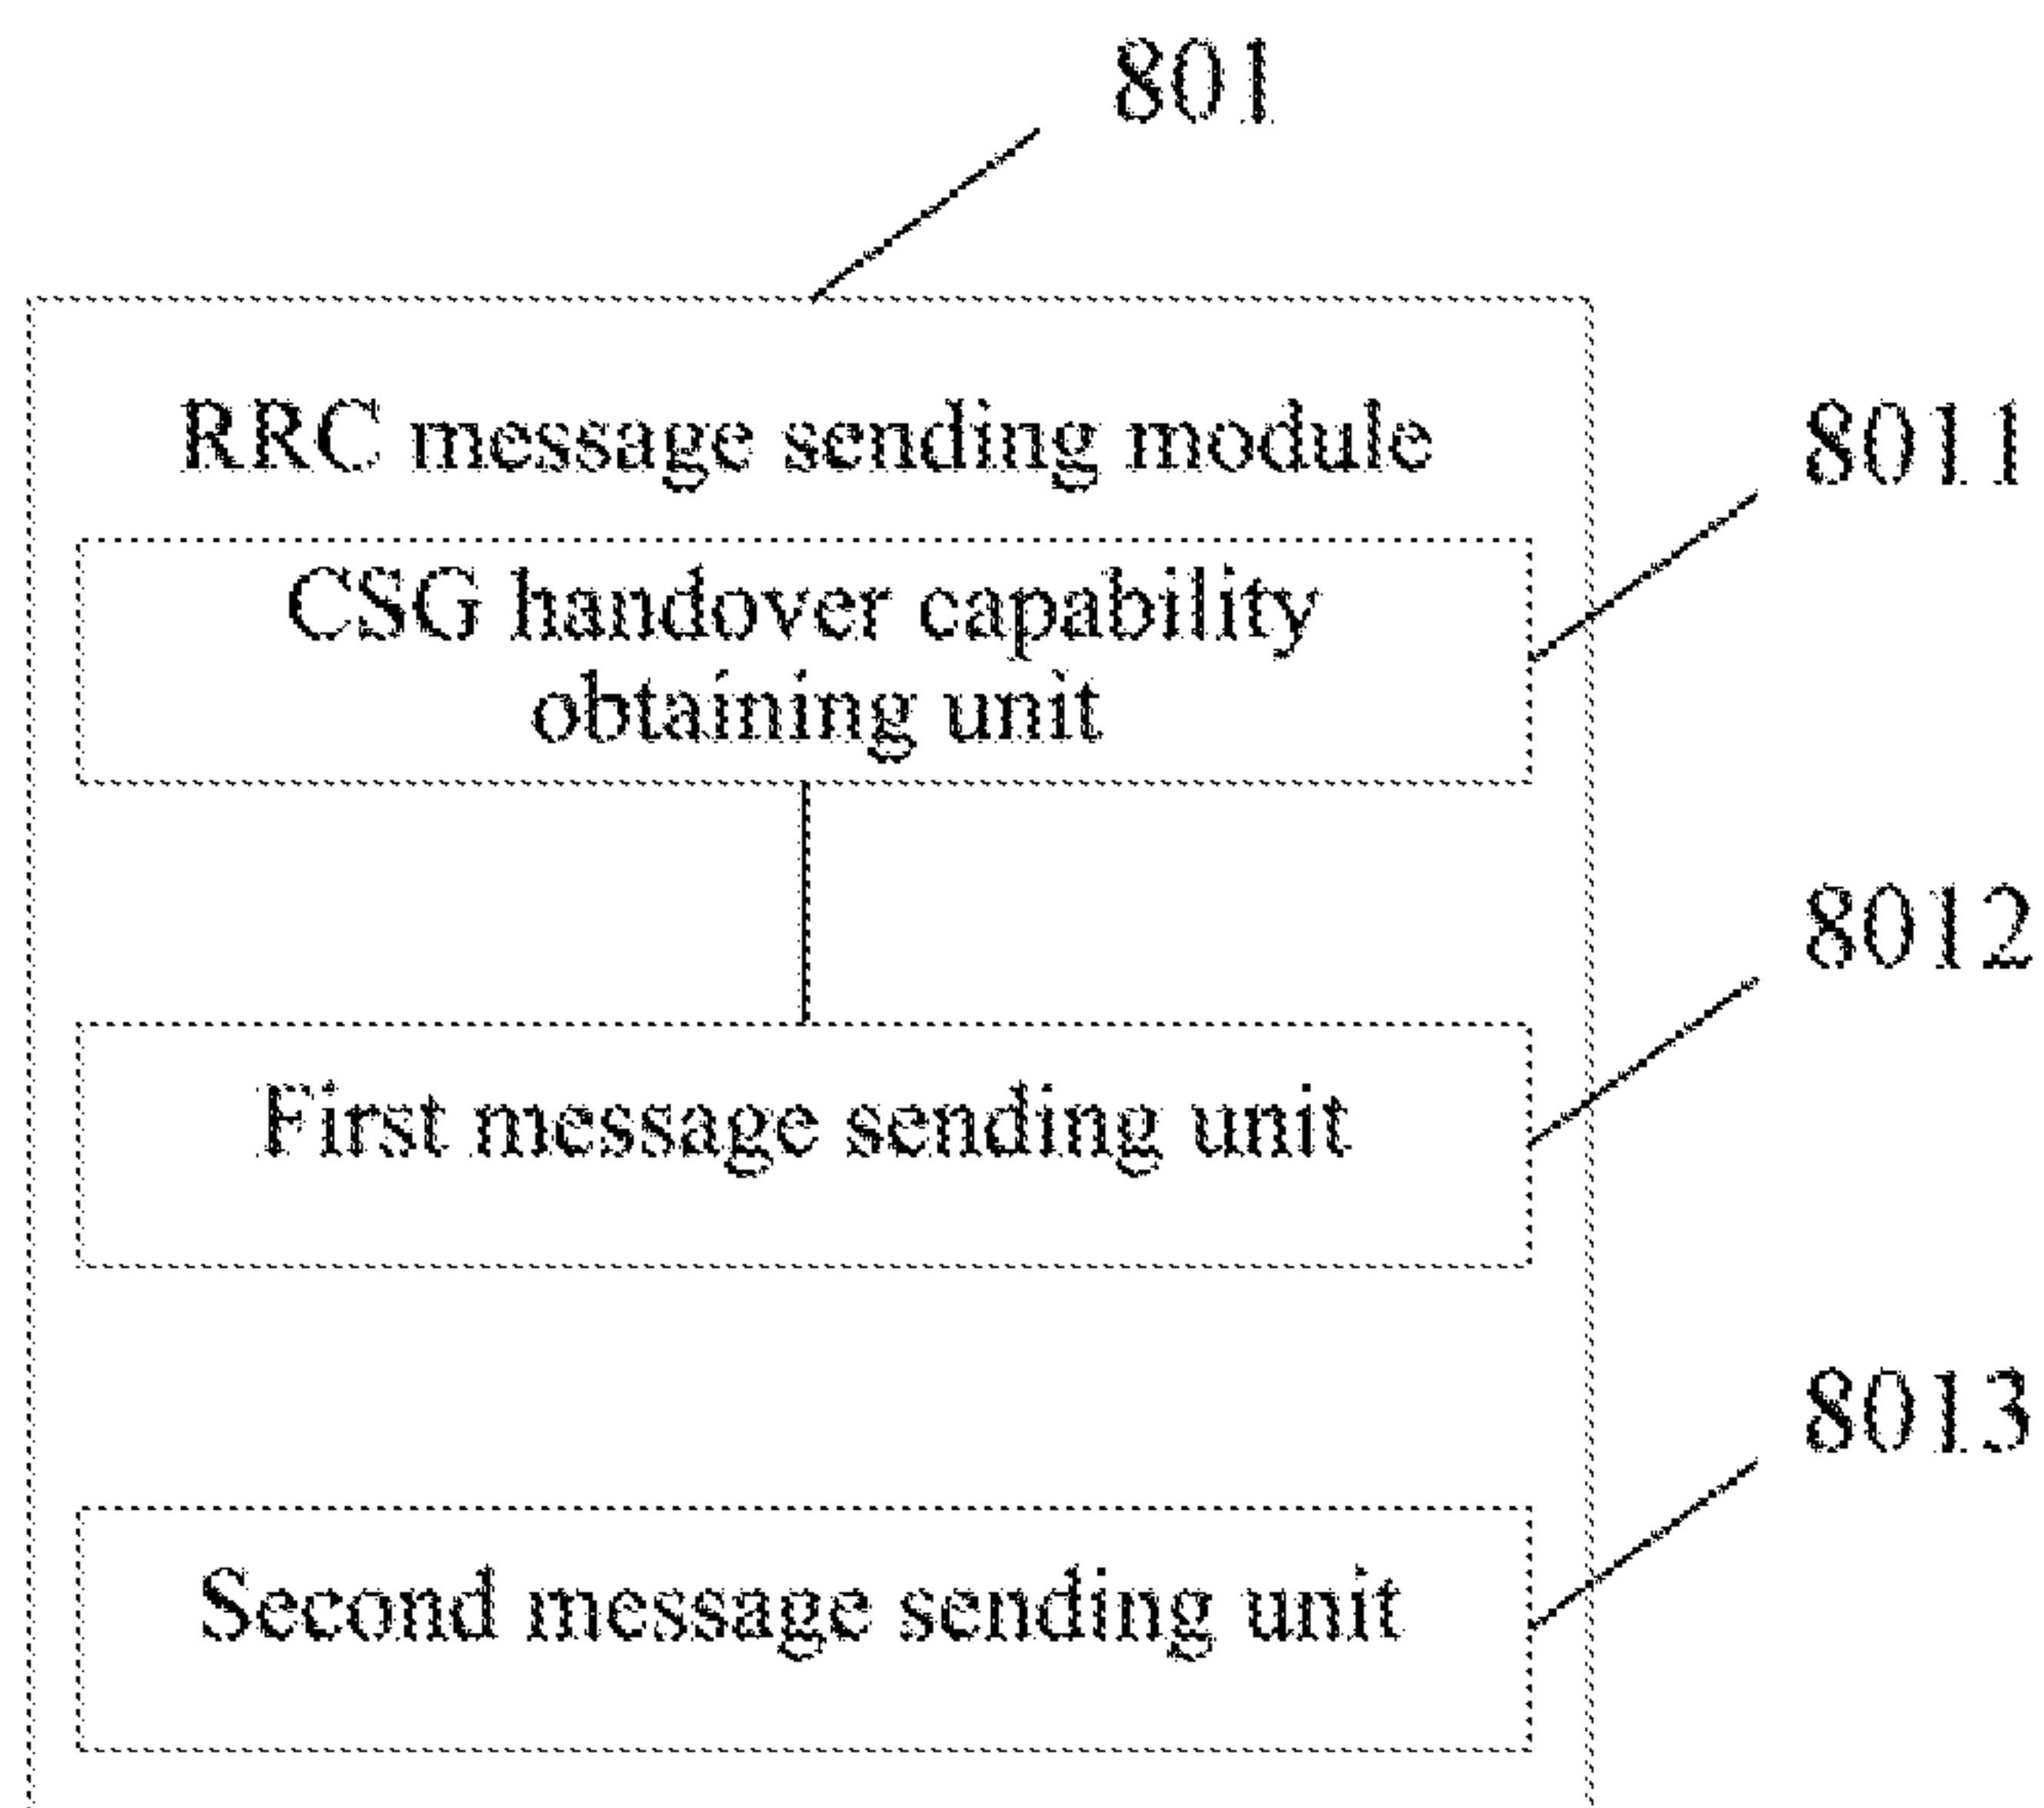 801
RRC message sending module
8011
CSG handover capability
obtaining unit
8012
First message sending unit
8013
Second message sending unit